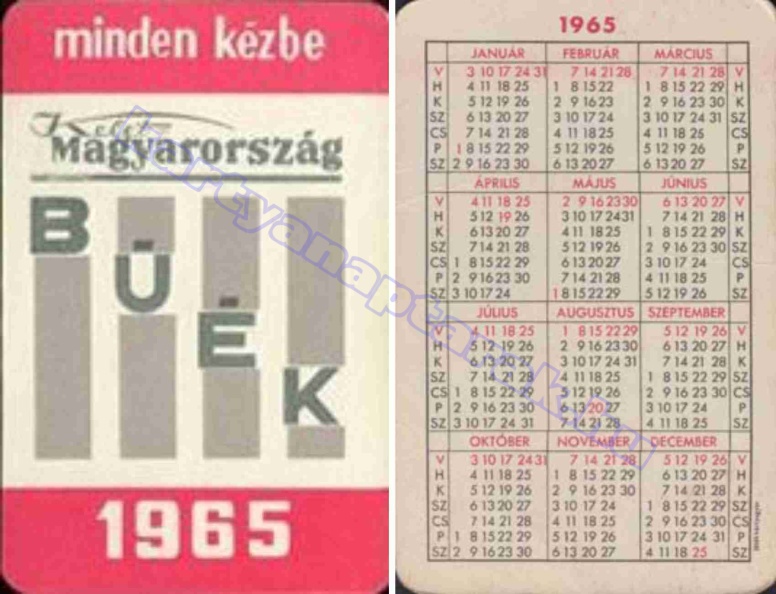 minden kézbe
Kelet
Magyarország
BÚÉK
1965
1965
JANUÁR FEBRUÁR MÁRCIUS
V 3 10 17 24 31 7 14 21 28 7 14 21 28 V
H 4 11 18 25 1 8 15 22 1 8 15 22 29 H
K 5 12 19 26 2 9 16 23 2 9 16 23 30 K
SZ 6 13 20 27 3 10 17 24 3 10 17 24 31 SZ
CS 7 14 21 28 4 11 18 25 4 11 18 25 CS
P 1 8 15 22 29 5 12 19 26 5 12 19 26 P
SZ 2 9 16 23 30 6 13 20 27 6 13 20 27 SZ
ÁPRILIS MÁJUS JÚNIUS
V 4 11 18 25 2 9 16 23 30 6 13 20 27 V
H 5 12 19 26 3 10 17 24 31 7 14 21 28 H
K 6 13 20 27 4 11 18 25 1 8 15 22 29 K
SZ 7 14 21 28 5 12 19 26 2 9 16 23 30 SZ
CS 1 8 15 22 29 6 13 20 27 3 10 17 24 CS
P 2 9 16 23 30 7 14 21 28 4 11 18 25 P
SZ 3 10 17 24 1 8 15 22 29 5 12 19 26 SZ
JÚLIUS AUGUSZTUS SZEPTEMBER
V 4 11 18 25 1 8 15 22 29 5 12 19 26 V
H 5 12 19 26 2 9 16 23 30 6 13 20 27 H
K 6 13 20 27 3 10 17 24 31 7 14 21 28 K
SZ 7 14 21 28 4 11 18 25 1 8 15 22 29 SZ
CS 1 8 15 22 29 5 12 19 26 2 9 16 23 30 CS
P 2 9 16 23 30 6 13 20 27 3 10 17 24 P
SZ 3 10 17 24 31 7 14 21 28 4 11 18 25 SZ
OKTÓBER NOVEMBER DECEMBER
V 3 10 17 24 31 7 14 21 28 5 12 19 26 V
H 4 11 18 25 1 8 15 22 29 6 13 20 27 H
K 5 12 19 26 2 9 16 23 30 7 14 21 28 K
SZ 6 13 20 27 3 10 17 24 1 8 15 22 29 SZ
CS 7 14 21 28 4 11 18 25 2 9 16 23 30 CS
P 1 8 15 22 29 5 12 19 26 3 10 17 24 31 P
SZ 2 9 16 23 30 6 13 20 27 4 11 18 25 SZ